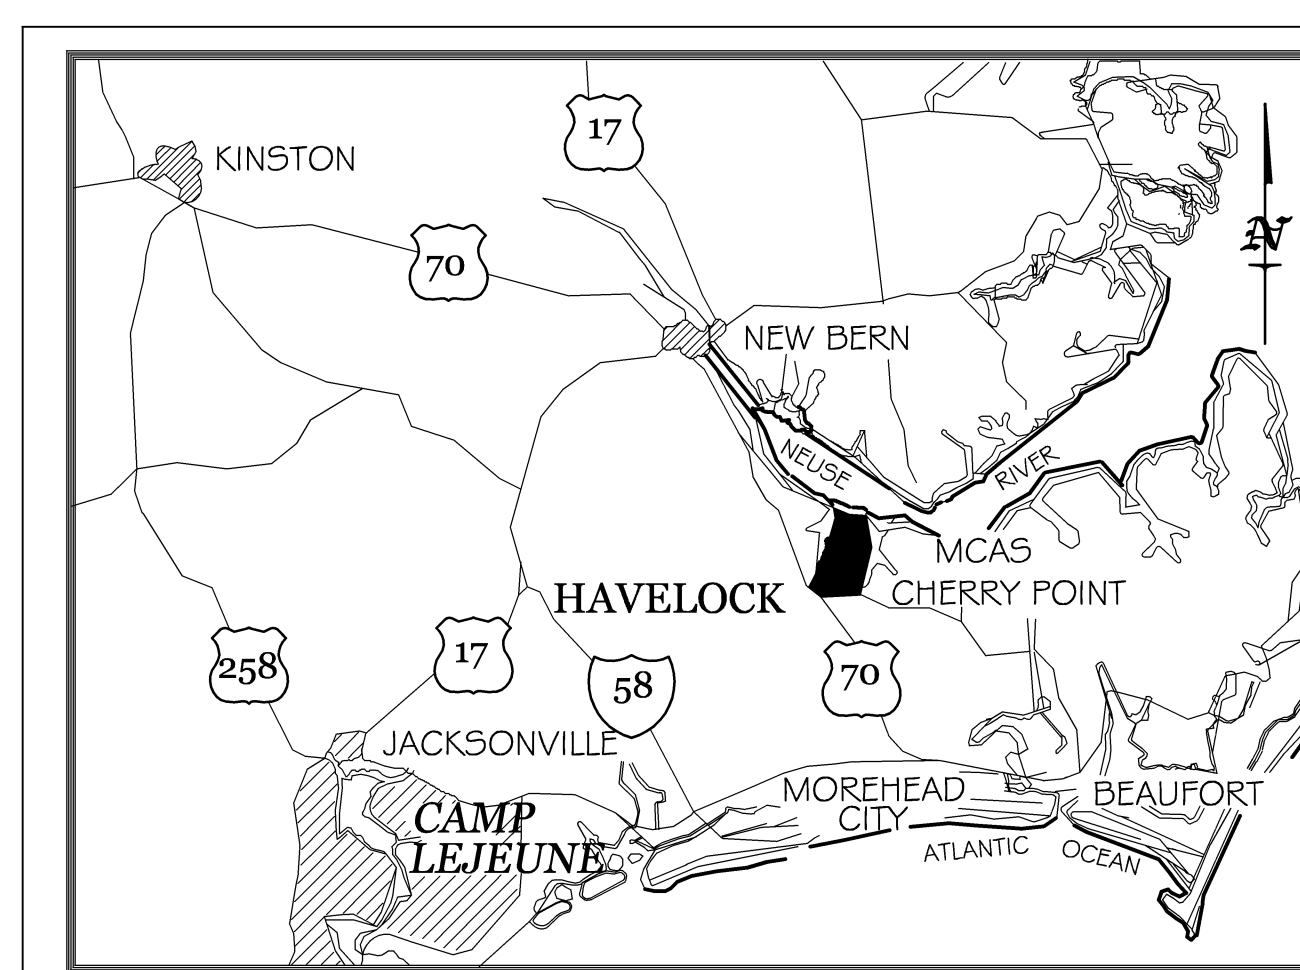 17
KINSTON
N
70
NEW BERN
NEUSE
RIVER
MCAS
CHERRY POINT
HAVELOCK
258
17
58
70
JACKSONVILLE
MOREHEAD
CITY
BEAUFORT
CAMP
LEJEUNE
ATLANTIC
OCEAN